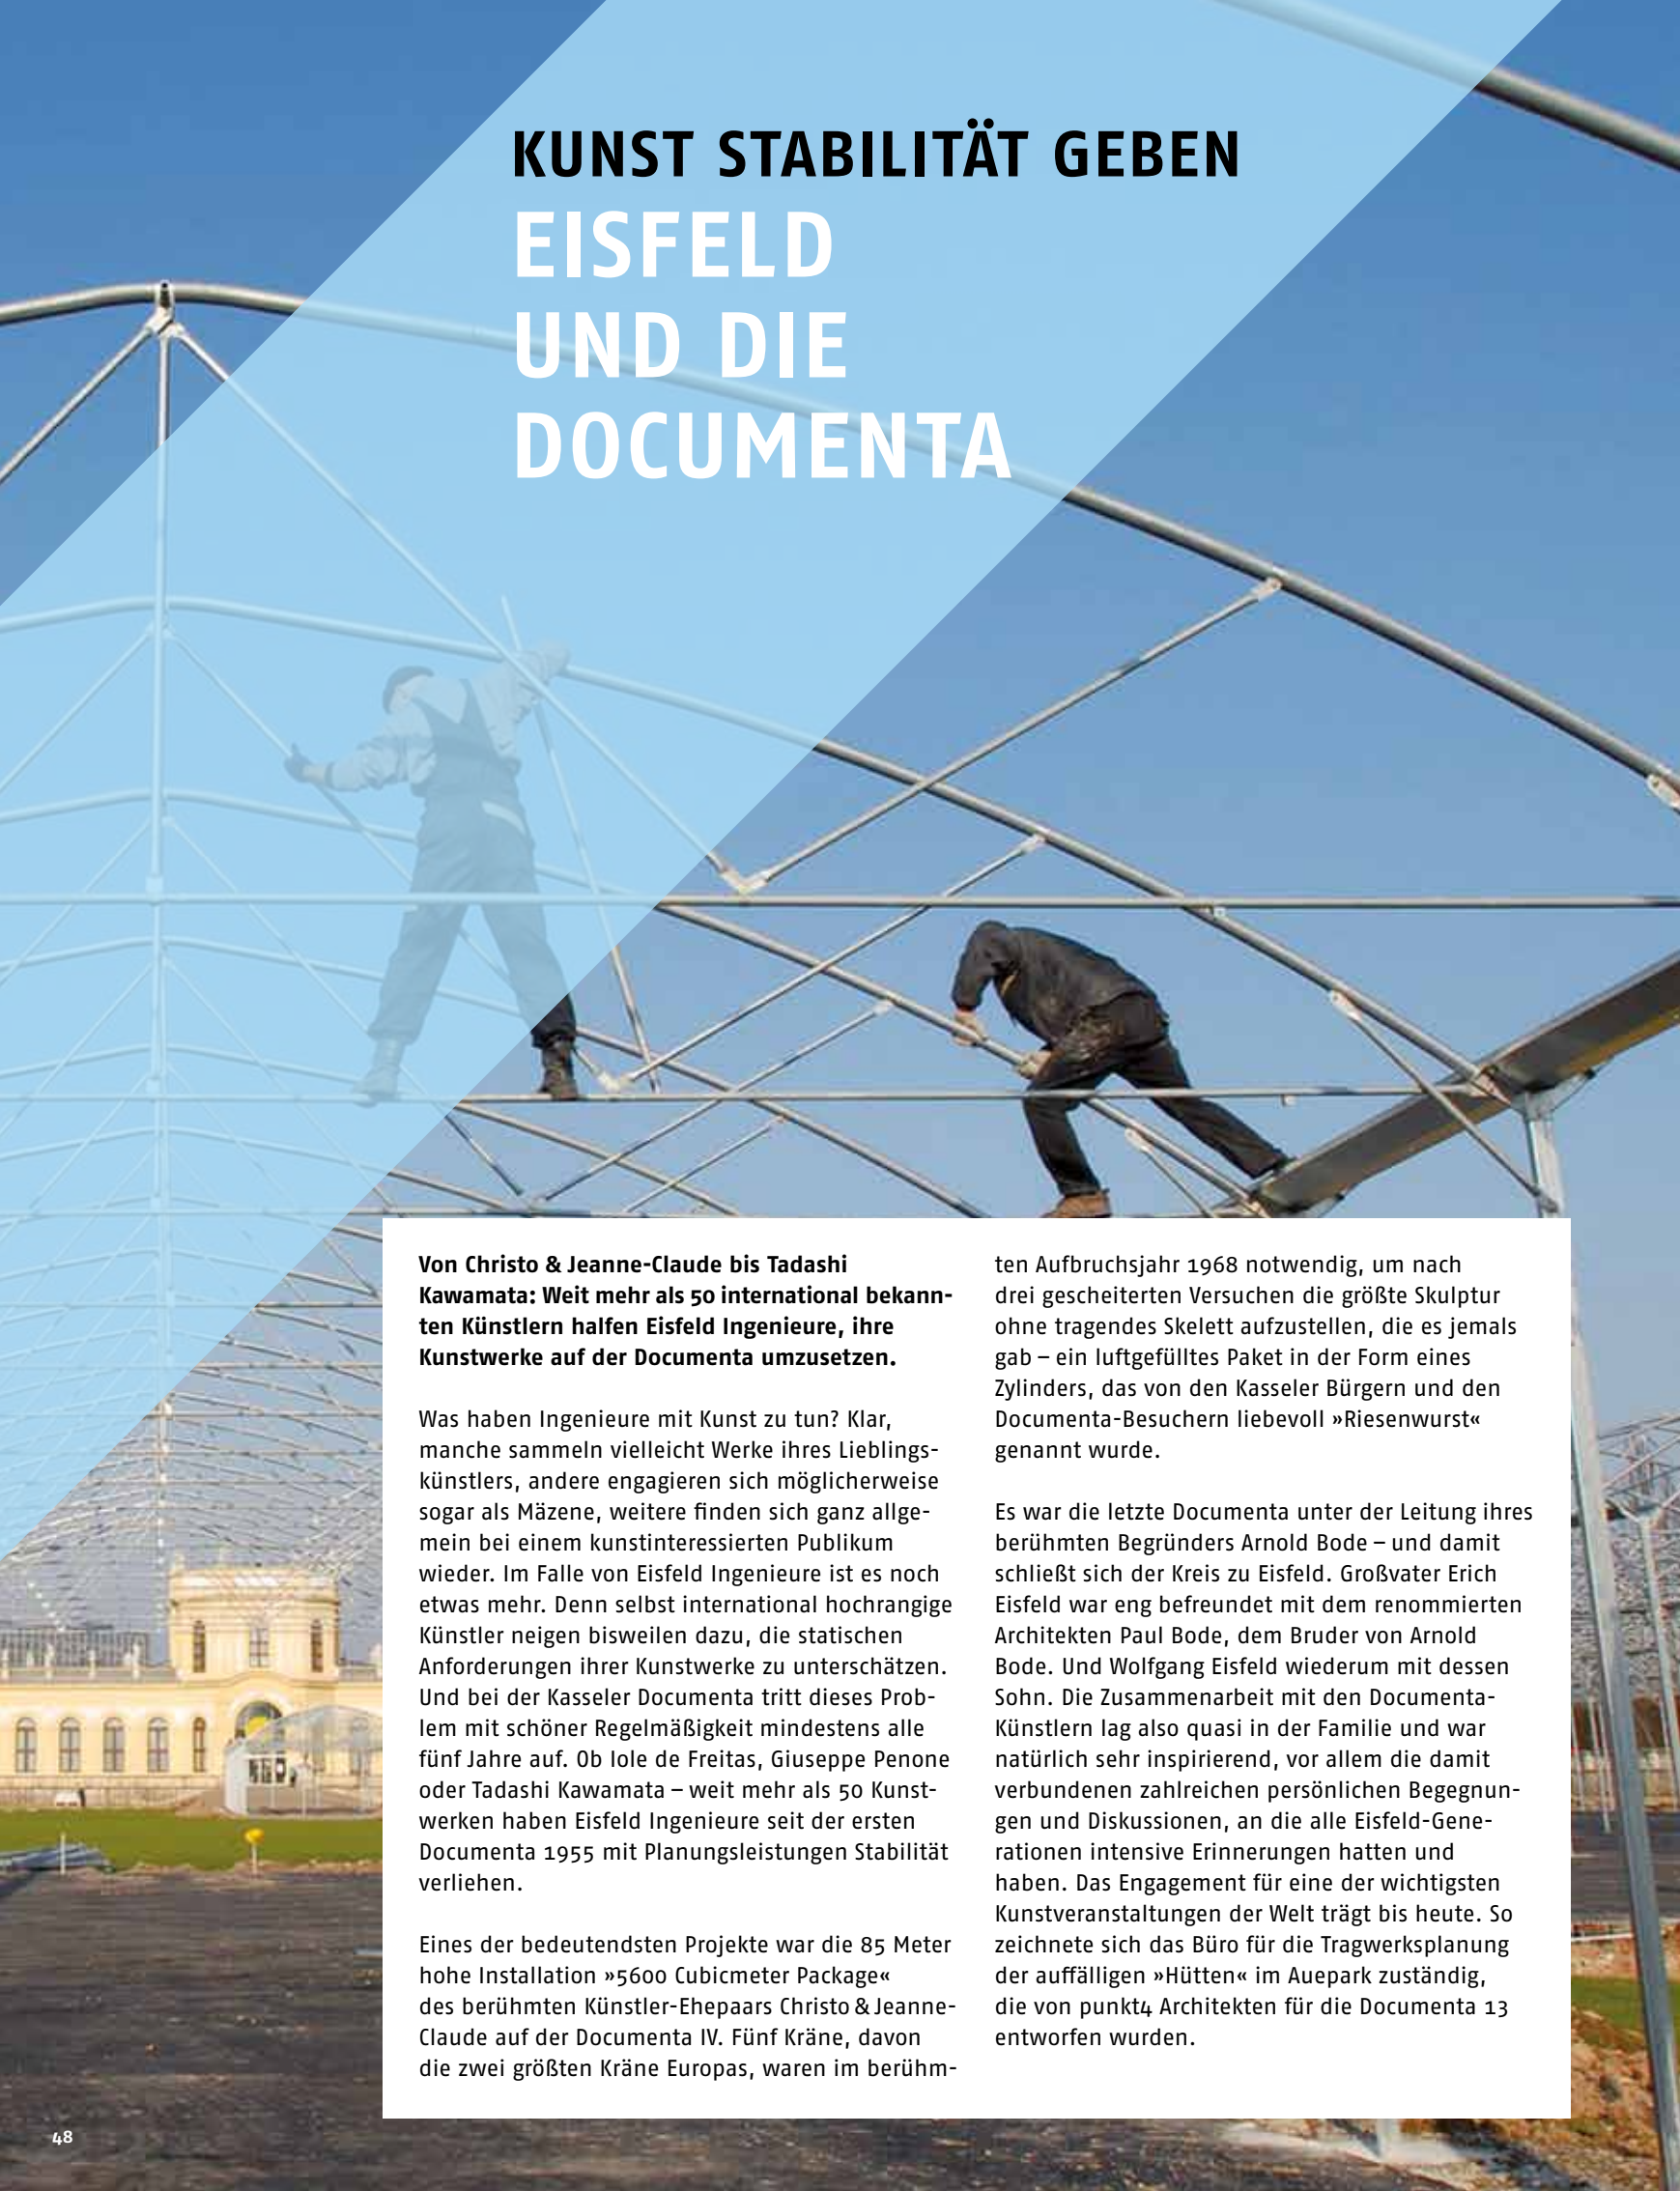 KUNST STABILITÄT GEBEN
EISFELD
UND DIE
DOCUMENTA
Von Christo & Jeanne-Claude bis Tadashi
Kawamata: Weit mehr als 50 international bekann-
ten Künstlern halfen Eisfeld Ingenieure, ihre
Kunstwerke auf der Documenta umzusetzen.
Was haben Ingenieure mit Kunst zu tun? Klar,
manche sammeln vielleicht Werke ihres Lieblings-
künstlers, andere engagieren sich möglicherweise
sogar als Mäzene, weitere finden sich ganz allge-
mein bei einem kunstinteressierten Publikum
wieder. Im Falle von Eisfeld Ingenieure ist es noch
etwas mehr. Denn selbst international hochrangige
Künstler neigen bisweilen dazu, die statischen
Anforderungen ihrer Kunstwerke zu unterschätzen.
Und bei der Kasseler Documenta tritt dieses Prob-
lem mit schöner Regelmäßigkeit mindestens alle
fünf Jahre auf. Ob Iole de Freitas, Giuseppe Penone
oder Tadashi Kawamata – weit mehr als 50 Kunst-
werken haben Eisfeld Ingenieure seit der ersten
Documenta 1955 mit Planungsleistungen Stabilität
verliehen.
Eines der bedeutendsten Projekte war die 85 Meter
hohe Installation »5600 Cubicmeter Package«
des berühmten Künstler-Ehepaars Christo & Jeanne-
Claude auf der Documenta IV. Fünf Kräne, davon
die zwei größten Kräne Europas, waren im berühm-
ten Aufbruchsjahr 1968 notwendig, um nach
drei gescheiterten Versuchen die größte Skulptur
ohne tragendes Skelett aufzustellen, die es jemals
gab – ein luftgefülltes Paket in der Form eines
Zylinders, das von den Kasseler Bürgern und den
Documenta-Besuchern liebevoll »Riesenwurst«
genannt wurde.
Es war die letzte Documenta unter der Leitung ihres
berühmten Begründers Arnold Bode – und damit
schließt sich der Kreis zu Eisfeld. Großvater Erich
Eisfeld war eng befreundet mit dem renommierten
Architekten Paul Bode, dem Bruder von Arnold
Bode. Und Wolfgang Eisfeld wiederum mit dessen
Sohn. Die Zusammenarbeit mit den Documenta-
Künstlern lag also quasi in der Familie und war
natürlich sehr inspirierend, vor allem die damit
verbundenen zahlreichen persönlichen Begegnun-
gen und Diskussionen, an die alle Eisfeld-Gene-
rationen intensive Erinnerungen hatten und
haben. Das Engagement für eine der wichtigsten
Kunstveranstaltungen der Welt trägt bis heute. So
zeichnete sich das Büro für die Tragwerksplanung
der auffälligen »Hütten« im Auepark zuständig,
die von punkt4 Architekten für die Documenta 13
entworfen wurden.
48